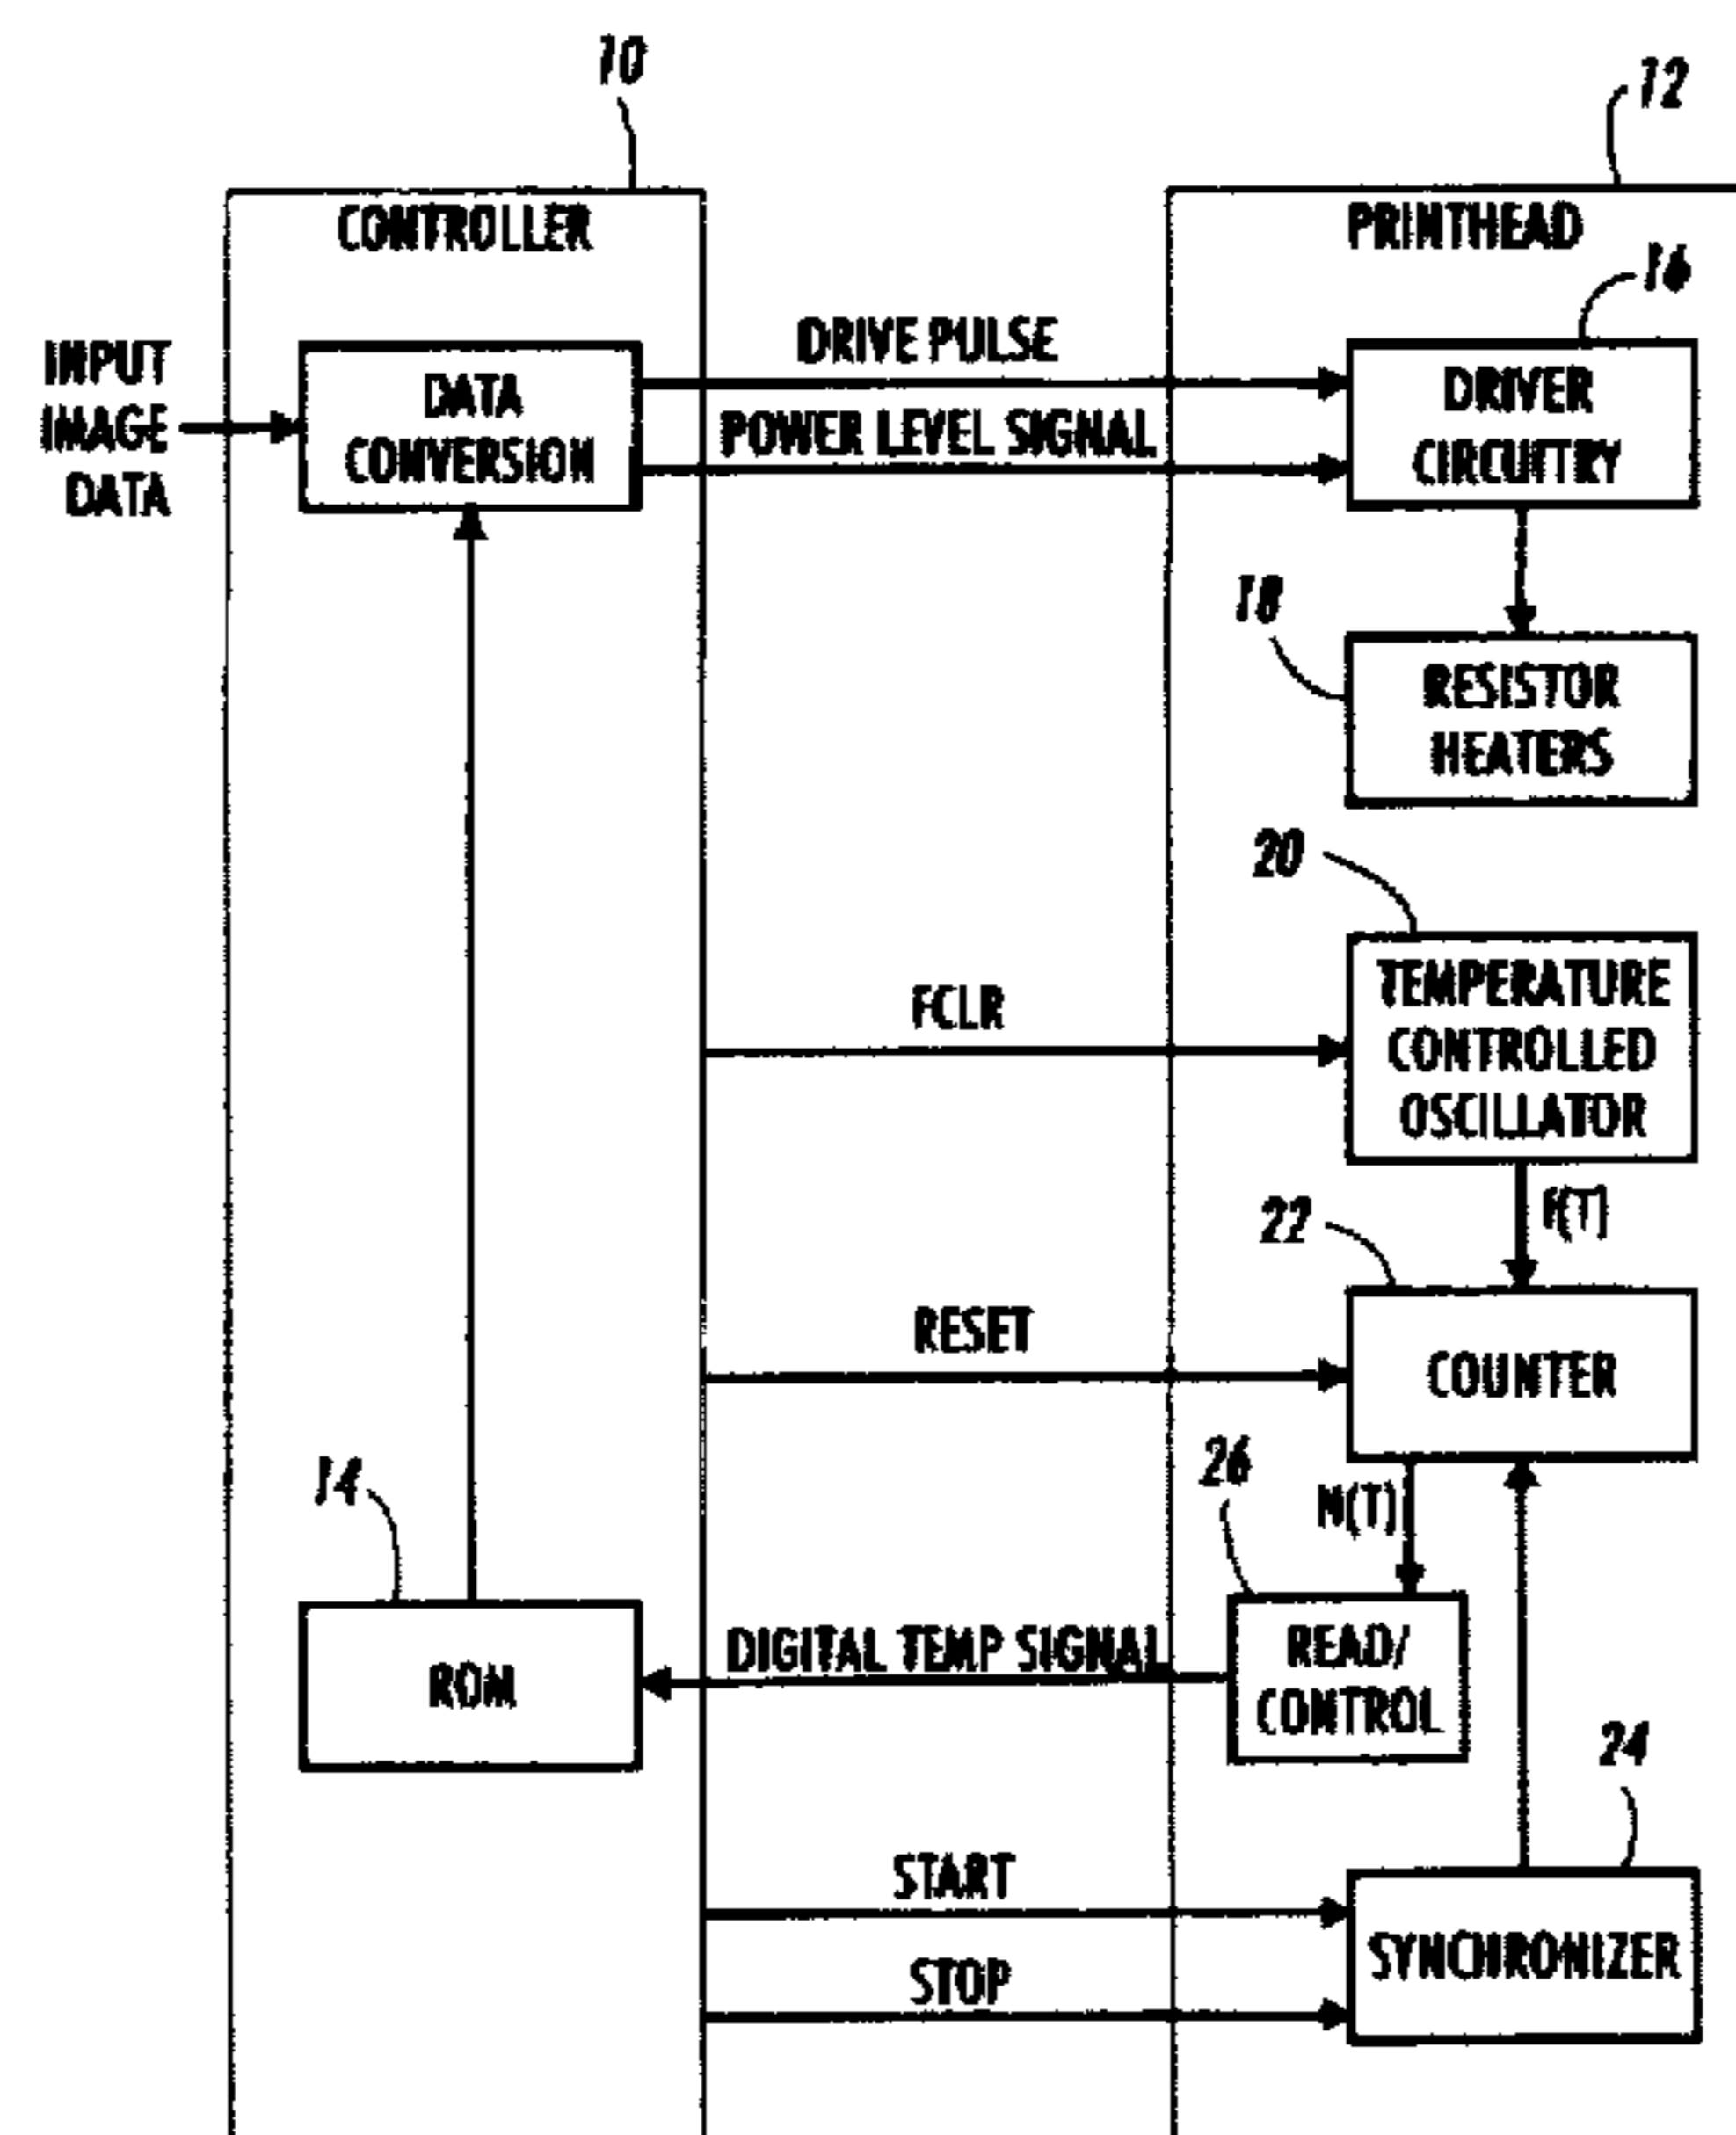 10
12
CONTROLLER
PRINTHEAD
16
INPUT
IMAGE
DATA
DATA
CONVERSION
DRIVE PULSE
POWER LEVEL SIGNAL
DRIVER
CIRCUITRY
18
RESISTOR
HEATERS
20
FCLR
TEMPERATURE
CONTROLLED
OSCILLATOR
F(T)
22
RESET
COUNTER
26
N(T)
14
ROM
DIGITAL TEMP SIGNAL
READ/
CONTROL
24
START
STOP
SYNCHRONIZER